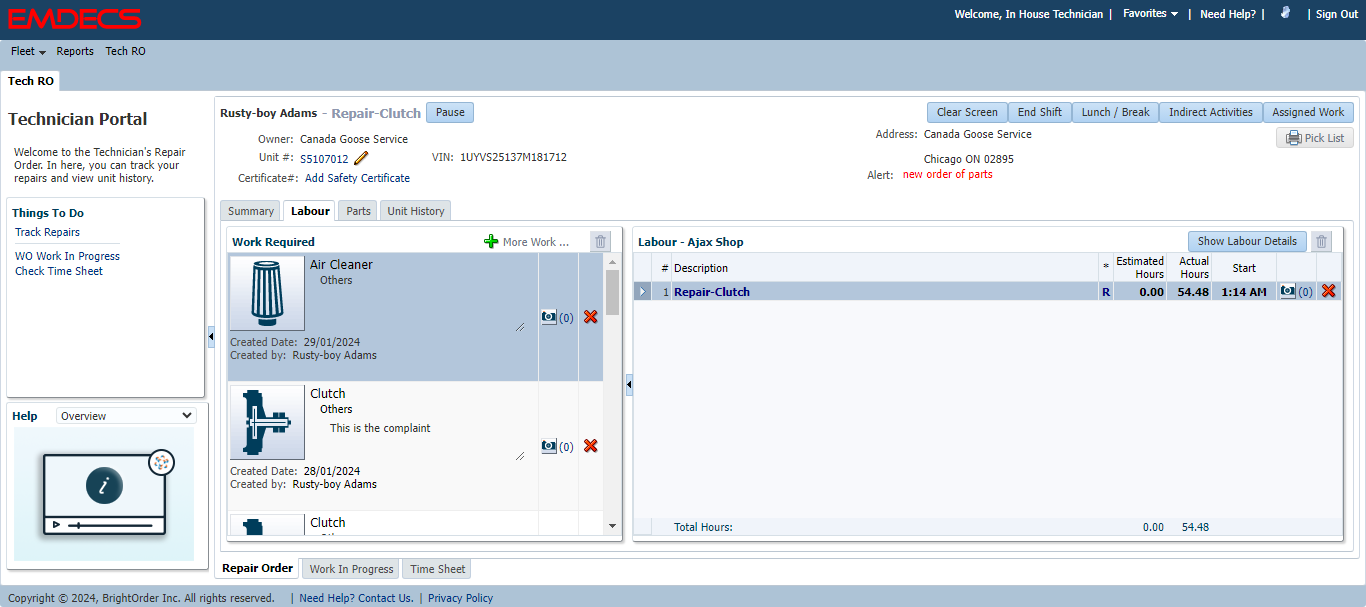 EMDECS
Welcome, In House Technician | Favorites | Need Help? | | Sign Out
Fleet Reports Tech RO
Tech RO
Technician Portal
Welcome to the Technician's Repair
Order. In here, you can track your
repairs and view unit history.
Things To Do
Track Repairs
WO Work In Progress
Check Time Sheet
Help Overview
i
Rusty-boy Adams - Repair-Clutch Pause
Clear Screen End Shift Lunch / Break Indirect Activities Assigned Work
Owner: Canada Goose Service
Unit #: S5107012 VIN: 1UYVS25137M181712
Certificate#: Add Safety Certificate
Address: Canada Goose Service
Pick List
Chicago ON 02895
Alert: new order of parts
Summary Labour Parts Unit History
Work Required More Work ...
Air Cleaner
Others
(0)
Created Date: 29/01/2024
Created by: Rusty-boy Adams
Clutch
Others
This is the complaint
(0)
Created Date: 28/01/2024
Created by: Rusty-boy Adams
Clutch
Labour - Ajax Shop Show Labour Details
# Description * Estimated Hours Actual Hours Start
1 Repair-Clutch R 0.00 54.48 1:14 AM (0)
Total Hours: 0.00 54.48
Repair Order Work In Progress Time Sheet
Copyright © 2024, BrightOrder Inc. All rights reserved. | Need Help? Contact Us. | Privacy Policy